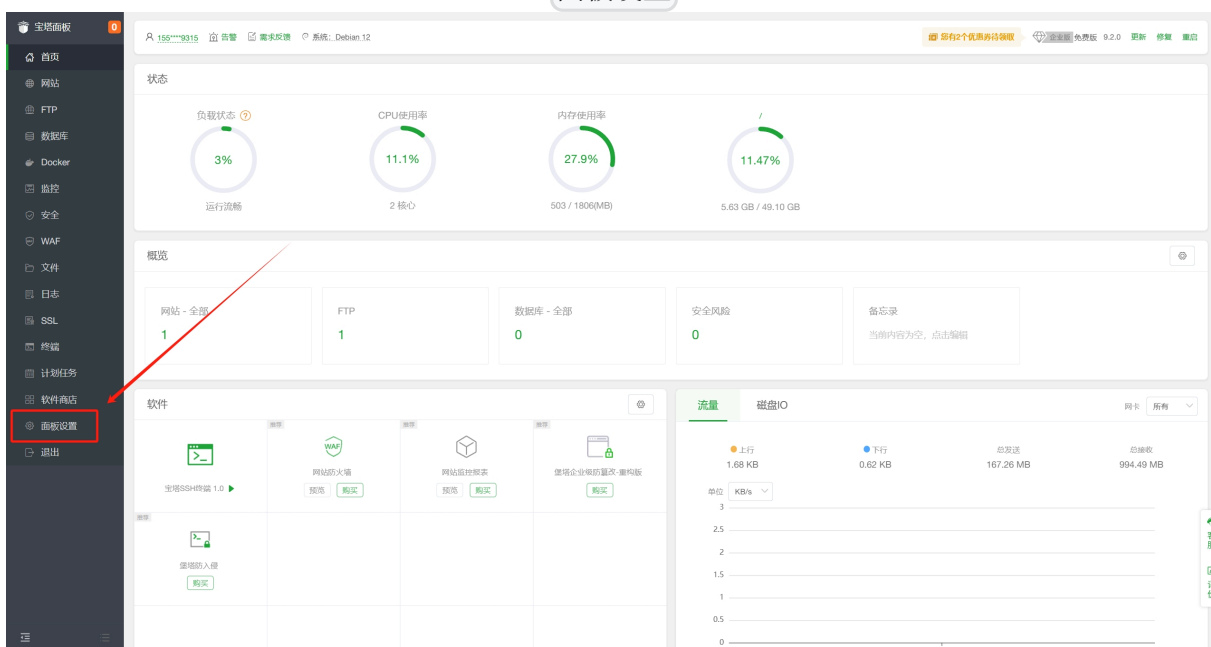 宝塔面板 0
155****9315 告警 需求反馈 系统: Debian 12
您有2个优惠券待领取 企业版 免费版 9.2.0 更新 修复 重启
首页
网站
FTP
数据库
Docker
监控
安全
WAF
文件
日志
SSL
终端
计划任务
软件商店
面板设置
退出
状态
负载状态 ?
3%
运行流畅
CPU使用率
11.1%
2 核心
内存使用率
27.9%
503 / 1806(MB)
/
11.47%
5.63 GB / 49.10 GB
概览
网站 - 全部
1
FTP
1
数据库 - 全部
0
安全风险
0
备忘录
当前内容为空，点击编辑
软件
宝塔SSH终端 1.0
推荐
WAF
网站防火墙
预览 购买
推荐
网站监控报表
预览 购买
推荐
堡塔企业级防篡改-重构版
购买
推荐
堡塔防入侵
购买
流量 磁盘IO
网卡 所有
上行
1.68 KB
下行
0.62 KB
总发送
167.26 MB
总接收
994.49 MB
单位 KB/s
3
2.5
2
1.5
1
0.5
0